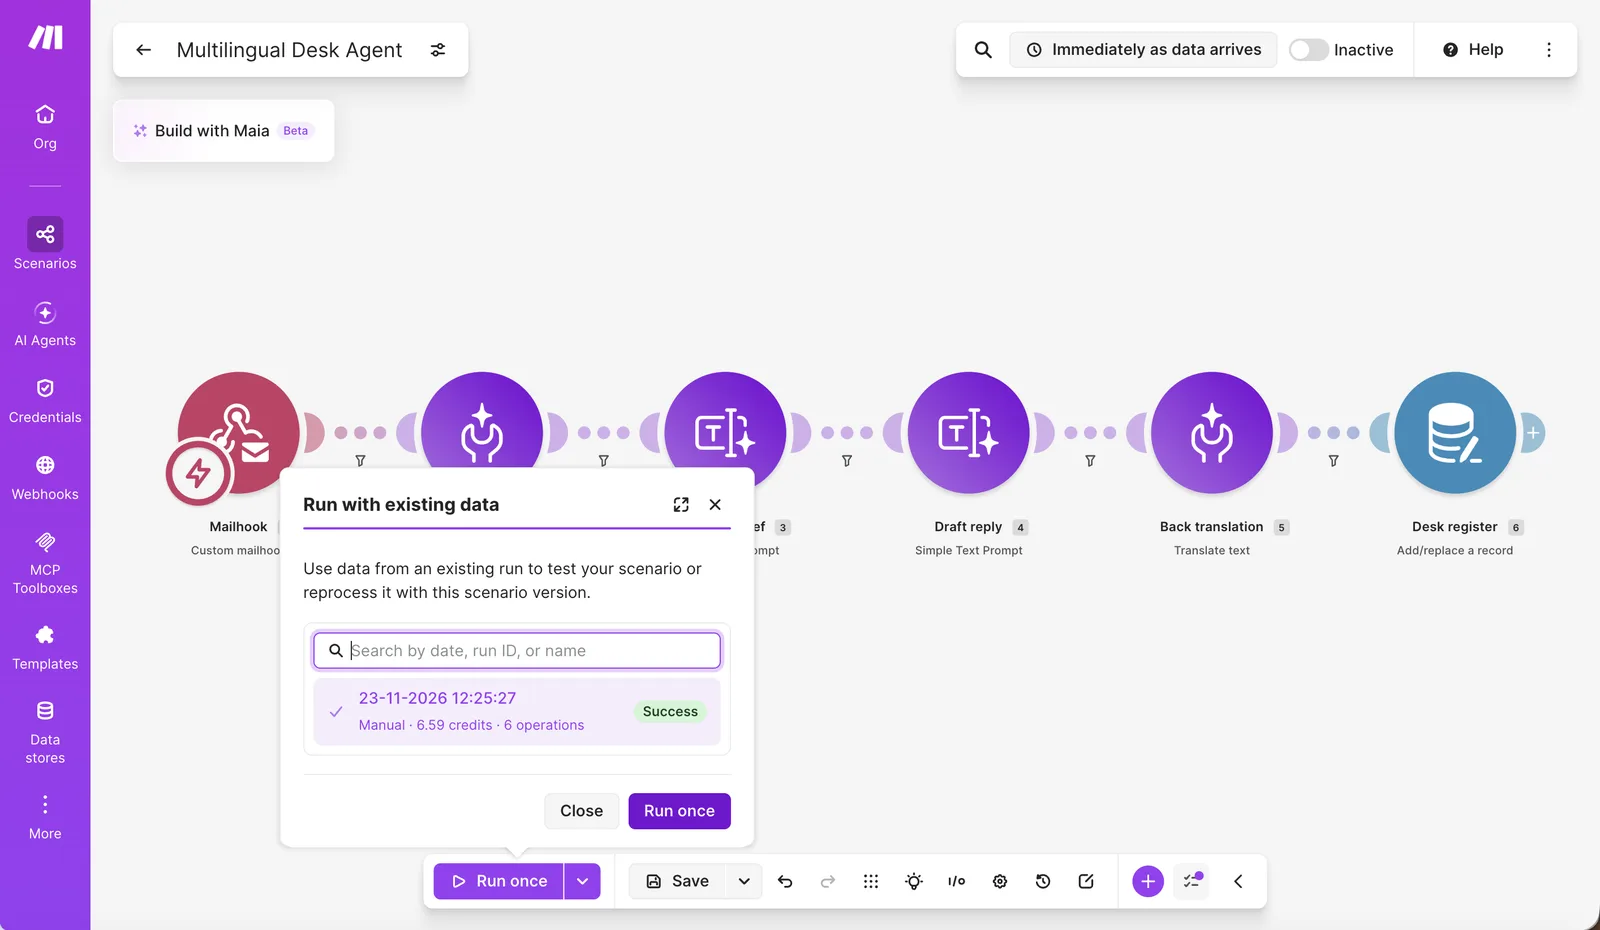 Multilingual Desk Agent
Immediately as data arrives
Inactive
Help
Build with Maia Beta
Org
Scenarios
AI Agents
Credentials
Webhooks
MCP
Toolboxes
Templates
Data
stores
More
Mailhook
Custom mailhoo
ef 3
ompt
Draft reply 4
Simple Text Prompt
Back translation 5
Translate text
Desk register 6
Add/replace a record
Run with existing data
Use data from an existing run to test your scenario or
reprocess it with this scenario version.
Search by date, run ID, or name
23-11-2026 12:25:27
Manual · 6.59 credits · 6 operations
Success
Close
Run once
Run once
Save